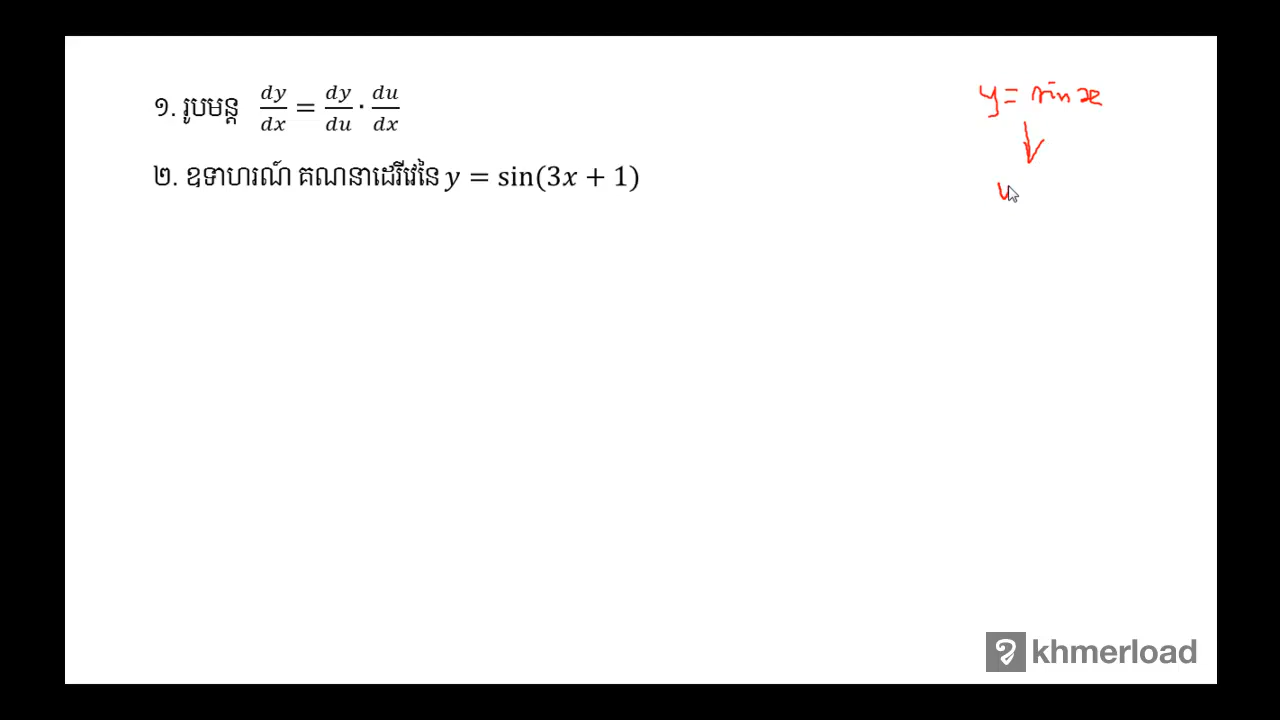 ១. រូបមន្ត dy/dx = dy/du · du/dx
២. ឧទាហរណ៍ គណនាដេរីវេនៃ y = sin(3x + 1)
y = sin x
khmerload